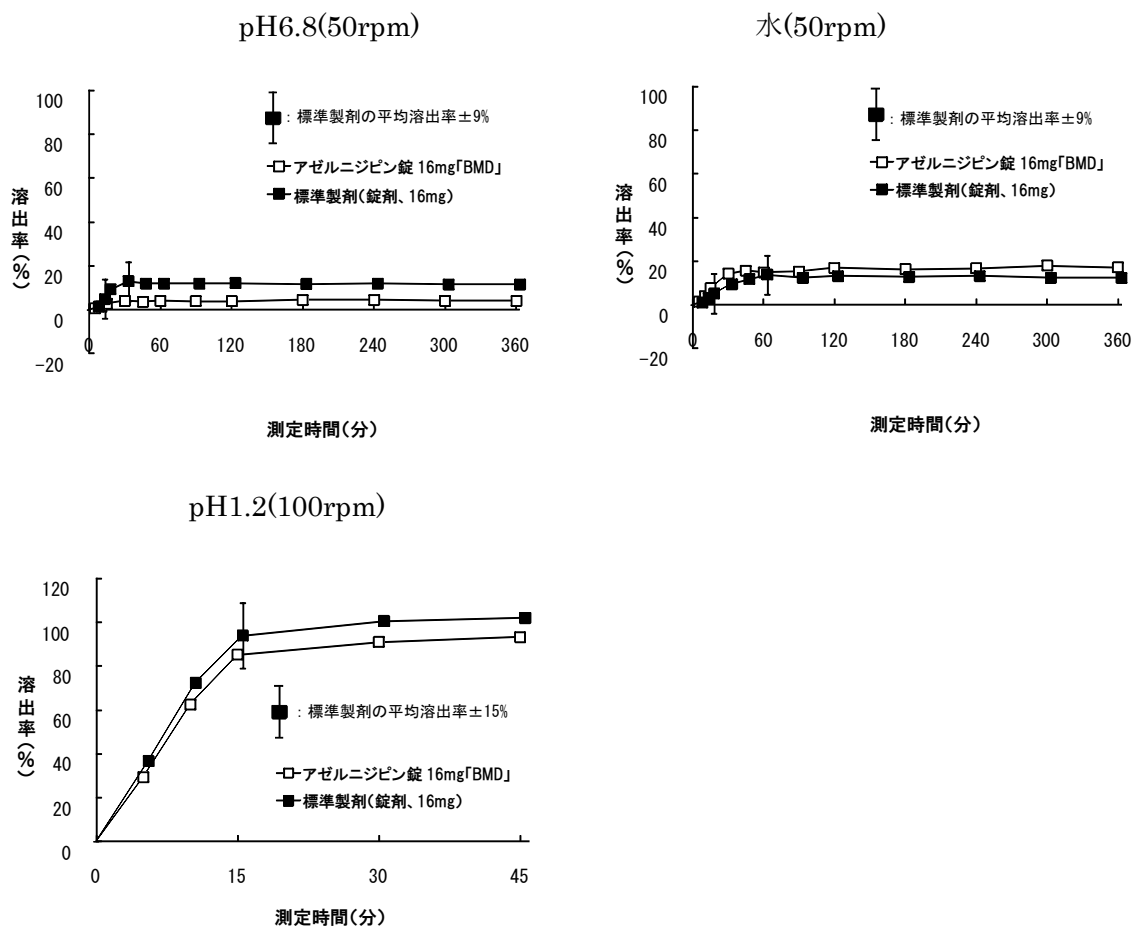 pH6.8(50rpm)
100
80
60
40
20
0
-20
溶出率(%)
: 標準製剤の平均溶出率±9%
アゼルニジピン錠 16mg「BMD」
標準製剤(錠剤、16mg)
0 60 120 180 240 300 360
測定時間(分)
水(50rpm)
100
80
60
40
20
0
-20
溶出率(%)
: 標準製剤の平均溶出率±9%
アゼルニジピン錠 16mg「BMD」
標準製剤(錠剤、16mg)
0 60 120 180 240 300 360
測定時間(分)
pH1.2(100rpm)
120
100
80
60
40
20
0
溶出率(%)
: 標準製剤の平均溶出率±15%
アゼルニジピン錠 16mg「BMD」
標準製剤(錠剤、16mg)
0 15 30 45
測定時間(分)